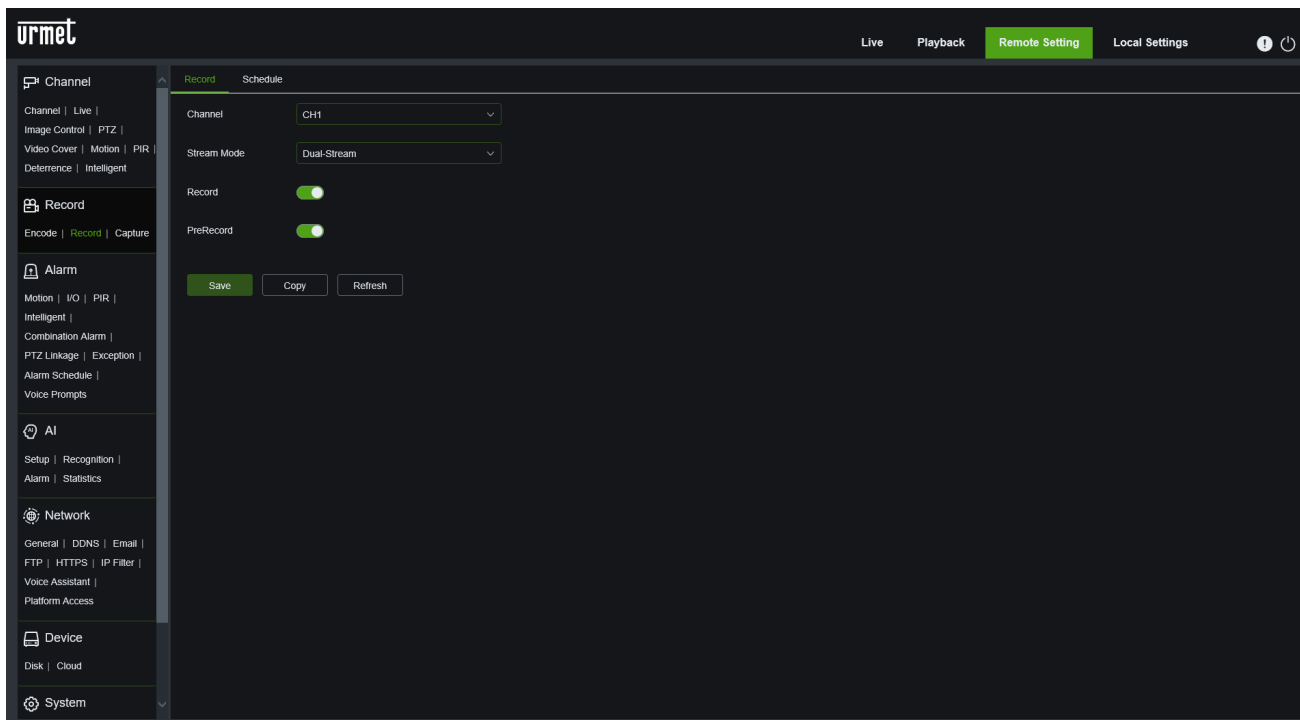 urmet
Live Playback Remote Setting Local Settings
Channel
Channel | Live |
Image Control | PTZ |
Video Cover | Motion | PIR |
Deterrence | Intelligent
Record
Encode | Record | Capture
Alarm
Motion | I/O | PIR |
Intelligent |
Combination Alarm |
PTZ Linkage | Exception |
Alarm Schedule |
Voice Prompts
AI
AI
Setup | Recognition |
Alarm | Statistics
Network
General | DDNS | Email |
FTP | HTTPS | IP Filter |
Voice Assistant |
Platform Access
Device
Disk | Cloud
System
Record Schedule
Channel CH1
Stream Mode Dual-Stream
Record
PreRecord
Save Copy Refresh